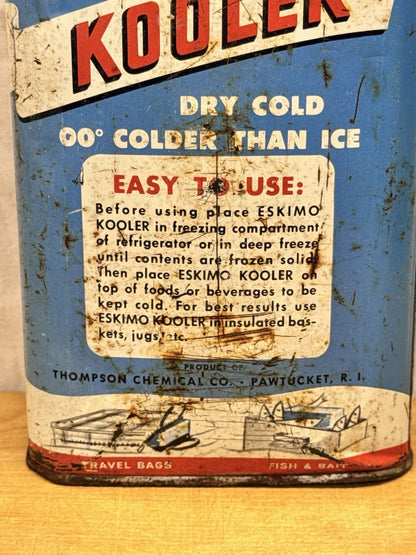 KOOLER
DRY COLD
00° COLDER THAN ICE
EASY TO USE:
Before using place ESKIMO
KOOLER in freezing compartment
of refrigerator or in deep freeze
until contents are frozen solid.
Then place ESKIMO KOOLER on
top of foods or beverages to be
kept cold. For best results use
ESKIMO KOOLER in insulated bas-
kets, jugs, etc.
PRODUCT OF
THOMPSON CHEMICAL CO. • PAWTUCKET, R. I.
TRAVEL BAGS
FISH & BAIT